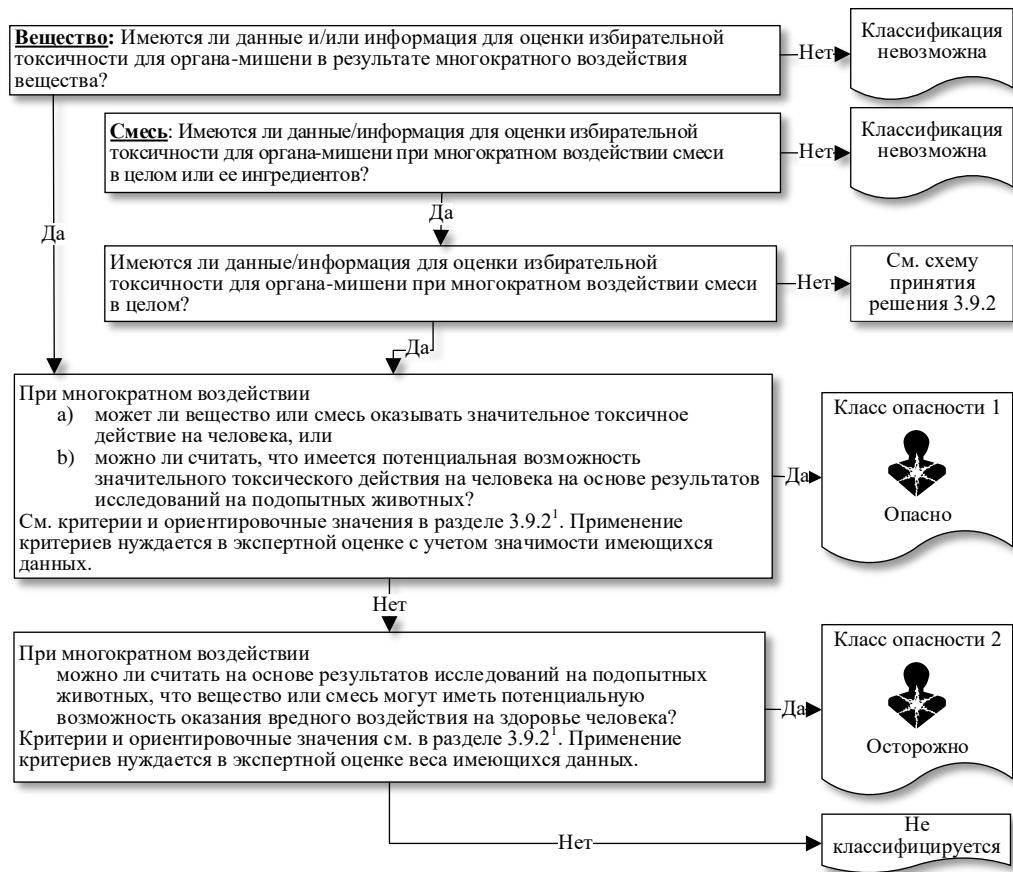 Вещество: Имеются ли данные и/или информация для оценки избирательной
токсичности для органа-мишени в результате многократного воздействия
вещества?
Нет
Классификация
невозможна
Смесь: Имеются ли данные/информация для оценки избирательной
токсичности для органа-мишени при многократном воздействии смеси
в целом или ее ингредиентов?
Нет
Классификация
невозможна
Да
Да
Имеются ли данные/информация для оценки избирательной
токсичности для органа-мишени при многократном воздействии смеси
в целом?
Нет
См. схему
принятия
решения 3.9.2
Да
При многократном воздействии
a) может ли вещество или смесь оказывать значительное токсичное
действие на человека, или
b) можно ли считать, что имеется потенциальная возможность
значительного токсического действия на человека на основе результатов
исследований на подопытных животных?
См. критерии и ориентировочные значения в разделе 3.9.2¹. Применение
критериев нуждается в экспертной оценке с учетом значимости имеющихся
данных.
Да
Класс опасности 1
Опасно
Нет
При многократном воздействии
можно ли считать на основе результатов исследований на подопытных
животных, что вещество или смесь могут иметь потенциальную
возможность оказания вредного воздействия на здоровье человека?
Критерии и ориентировочные значения см. в разделе 3.9.2¹. Применение
критериев нуждается в экспертной оценке веса имеющихся данных.
Да
Класс опасности 2
Осторожно
Нет
Не
классифицируется